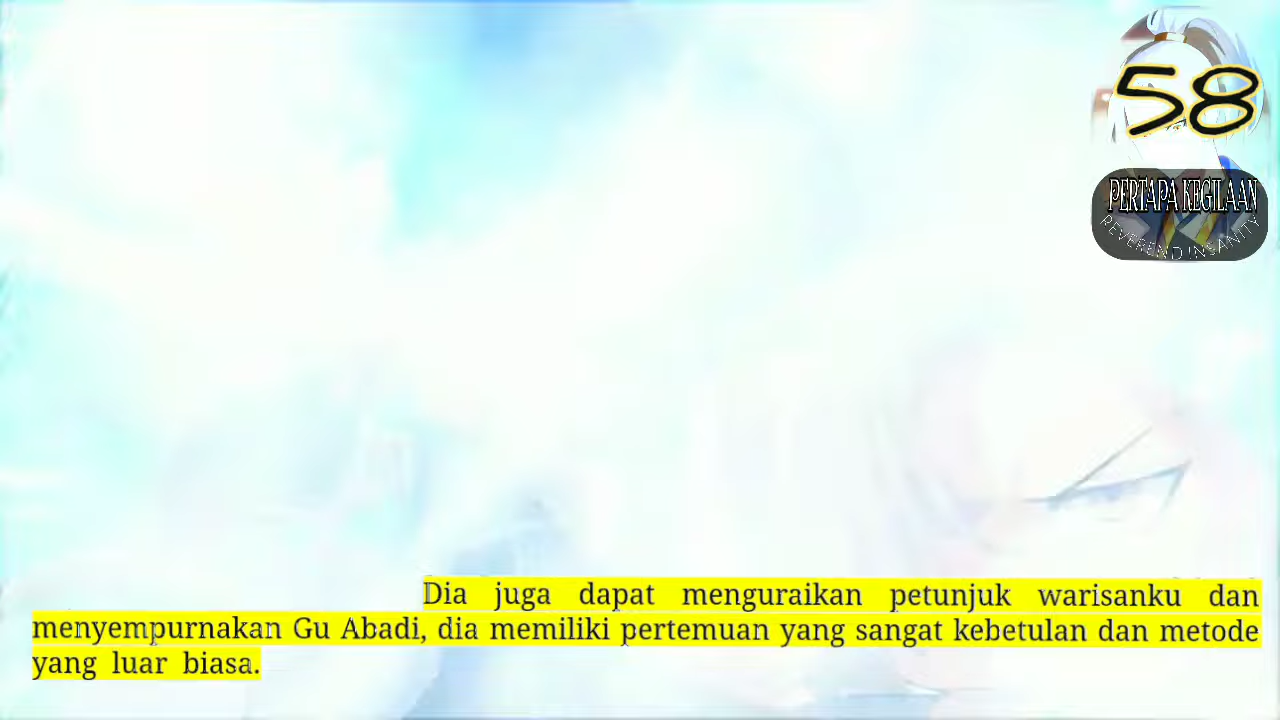 58
PERTAPA KEGILAAN
REVEREND INSANITY
Dia juga dapat menguraikan petunjuk warisanku dan
menyempurnakan Gu Abadi, dia memiliki pertemuan yang sangat kebetulan dan metode
yang luar biasa.